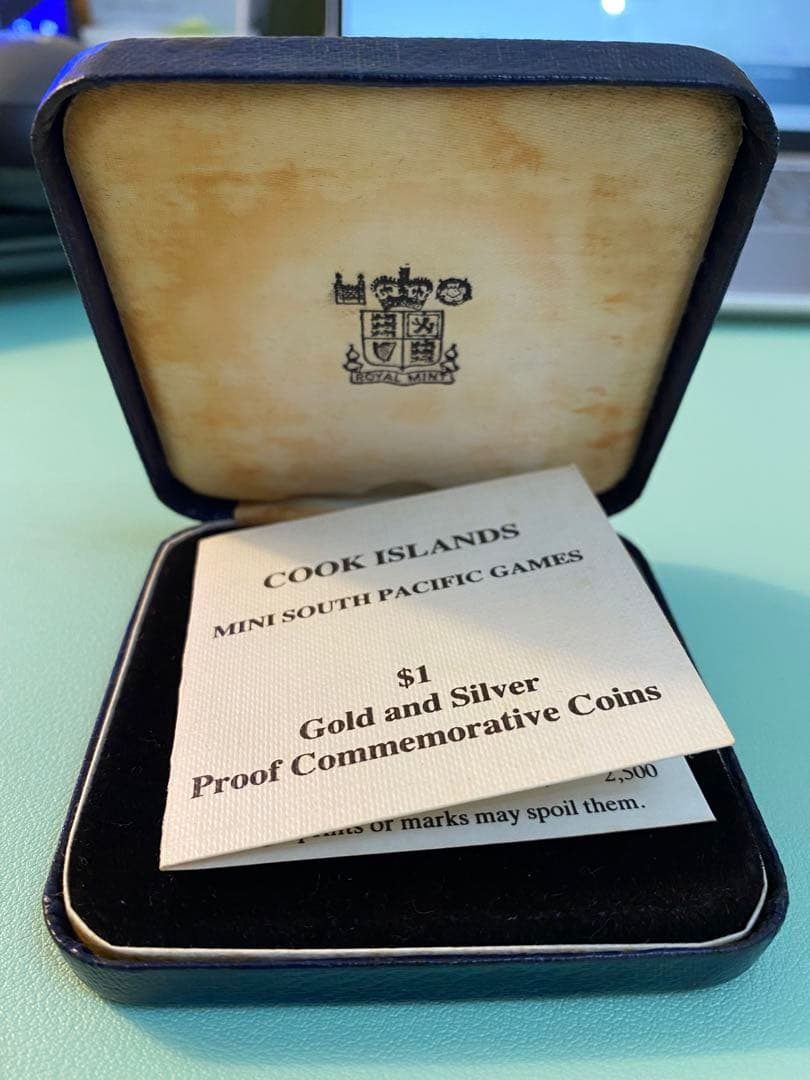 ROYAL MINT
COOK ISLANDS
MINI SOUTH PACIFIC GAMES
$1
Gold and Silver
Proof Commemorative Coins
2,500
or marks may spoil them.